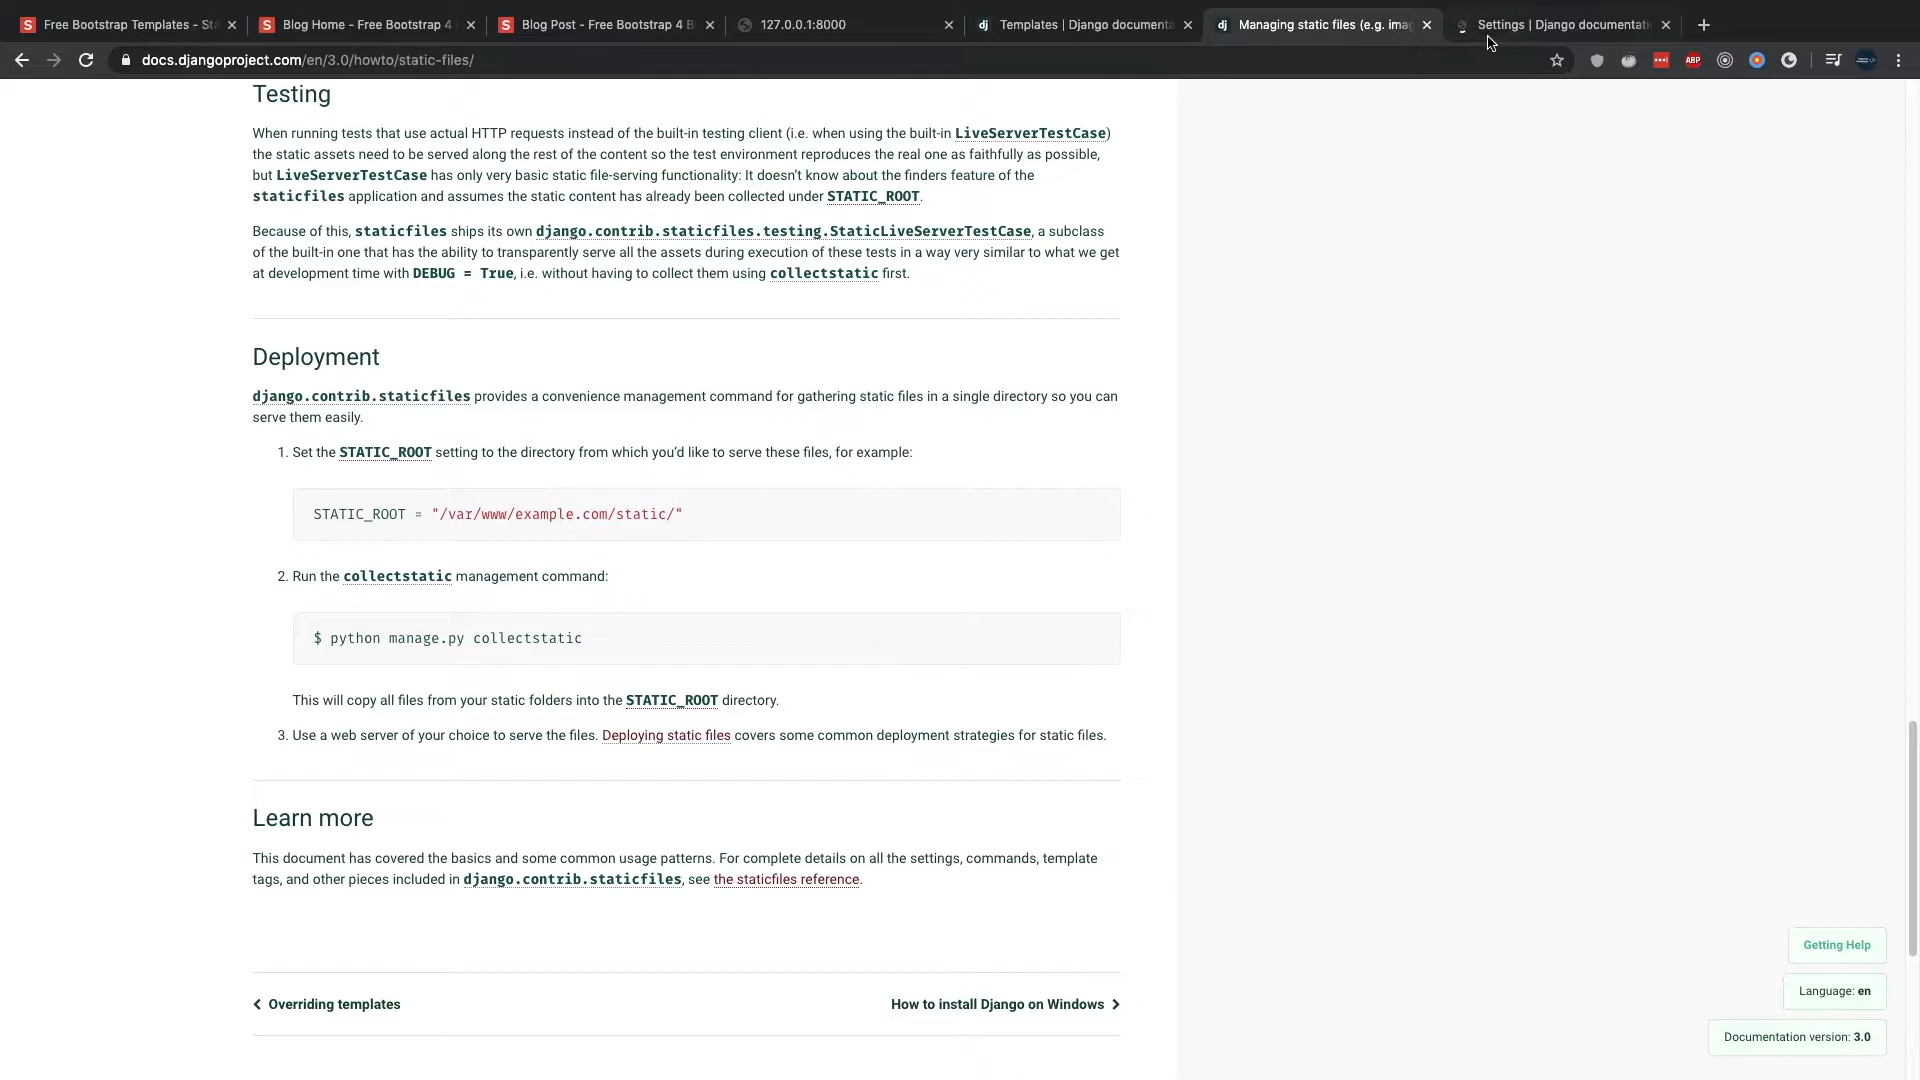 Free Bootstrap Templates - St
Blog Home - Free Bootstrap 4
Blog Post - Free Bootstrap 4 B
127.0.0.1:8000
dj Templates | Django documenta
dj Managing static files (e.g. ima
Settings | Django documentati
docs.djangoproject.com/en/3.0/howto/static-files/
ABP
Testing
When running tests that use actual HTTP requests instead of the built-in testing client (i.e. when using the built-in LiveServerTestCase)
the static assets need to be served along the rest of the content so the test environment reproduces the real one as faithfully as possible,
but LiveServerTestCase has only very basic static file-serving functionality: It doesn’t know about the finders feature of the
staticfiles application and assumes the static content has already been collected under STATIC_ROOT.
Because of this, staticfiles ships its own django.contrib.staticfiles.testing.StaticLiveServerTestCase, a subclass
of the built-in one that has the ability to transparently serve all the assets during execution of these tests in a way very similar to what we get
at development time with DEBUG = True, i.e. without having to collect them using collectstatic first.
Deployment
django.contrib.staticfiles provides a convenience management command for gathering static files in a single directory so you can
serve them easily.
1. Set the STATIC_ROOT setting to the directory from which you’d like to serve these files, for example:
STATIC_ROOT = "/var/www/example.com/static/"
2. Run the collectstatic management command:
$ python manage.py collectstatic
This will copy all files from your static folders into the STATIC_ROOT directory.
3. Use a web server of your choice to serve the files. Deploying static files covers some common deployment strategies for static files.
Learn more
This document has covered the basics and some common usage patterns. For complete details on all the settings, commands, template
tags, and other pieces included in django.contrib.staticfiles, see the staticfiles reference.
Getting Help
Language: en
Overriding templates
How to install Django on Windows
Documentation version: 3.0